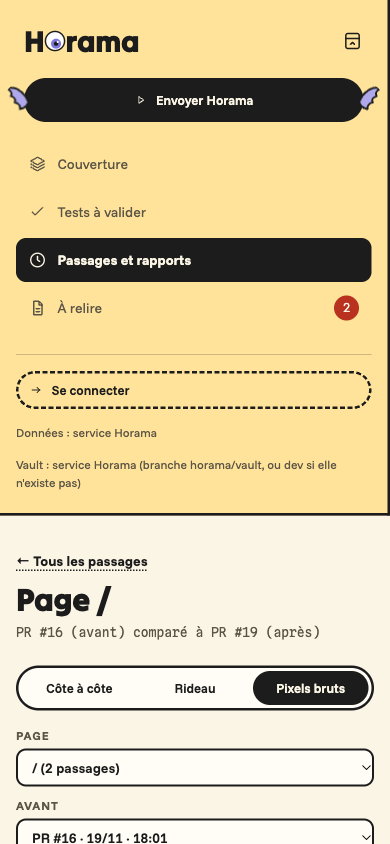 Horama
Envoyer Horama
Couverture
Tests à valider
Passages et rapports
À relire
2
Se connecter
Données : service Horama
Vault : service Horama (branche horama/vault, ou dev si elle
n'existe pas)
← Tous les passages
Page /
PR #16 (avant) comparé à PR #19 (après)
Côte à côte
Rideau
Pixels bruts
PAGE
/ (2 passages)
AVANT
PR #16 · 19/11 · 18:01